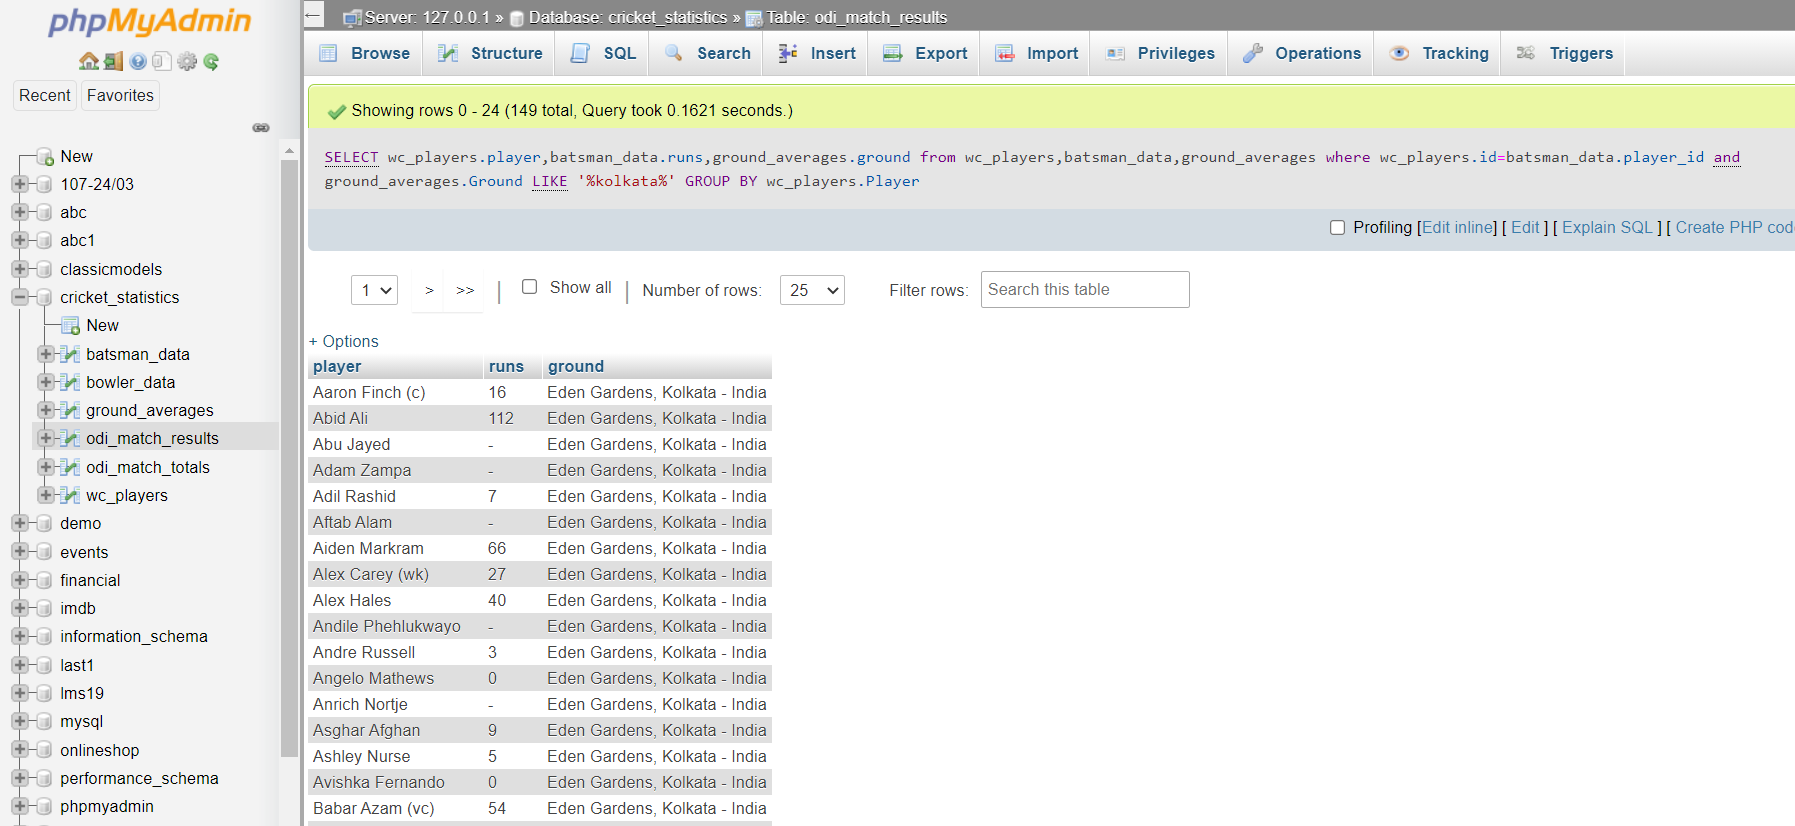 phpMyAdmin
Recent
Favorites
New
107-24/03
abc
abc1
classicmodels
cricket_statistics
New
batsman_data
bowler_data
ground_averages
odi_match_results
odi_match_totals
wc_players
demo
events
financial
imdb
information_schema
last1
lms19
mysql
onlineshop
performance_schema
phpmyadmin
← Server: 127.0.0.1 » Database: cricket_statistics » Table: odi_match_results
Browse Structure SQL Search Insert Export Import Privileges Operations Tracking Triggers
Showing rows 0 - 24 (149 total, Query took 0.1621 seconds.)
SELECT wc_players.player,batsman_data.runs,ground_averages.ground from wc_players,batsman_data,ground_averages where wc_players.id=batsman_data.player_id and
ground_averages.Ground LIKE '%kolkata%' GROUP BY wc_players.Player
Profiling [Edit inline] [ Edit ] [ Explain SQL ] [ Create PHP cod
1 > >> | Show all | Number of rows: 25 Filter rows: Search this table
+ Options
player runs ground
Aaron Finch (c) 16 Eden Gardens, Kolkata - India
Abid Ali 112 Eden Gardens, Kolkata - India
Abu Jayed - Eden Gardens, Kolkata - India
Adam Zampa - Eden Gardens, Kolkata - India
Adil Rashid 7 Eden Gardens, Kolkata - India
Aftab Alam - Eden Gardens, Kolkata - India
Aiden Markram 66 Eden Gardens, Kolkata - India
Alex Carey (wk) 27 Eden Gardens, Kolkata - India
Alex Hales 40 Eden Gardens, Kolkata - India
Andile Phehlukwayo - Eden Gardens, Kolkata - India
Andre Russell 3 Eden Gardens, Kolkata - India
Angelo Mathews 0 Eden Gardens, Kolkata - India
Anrich Nortje - Eden Gardens, Kolkata - India
Asghar Afghan 9 Eden Gardens, Kolkata - India
Ashley Nurse 5 Eden Gardens, Kolkata - India
Avishka Fernando 0 Eden Gardens, Kolkata - India
Babar Azam (vc) 54 Eden Gardens, Kolkata - India